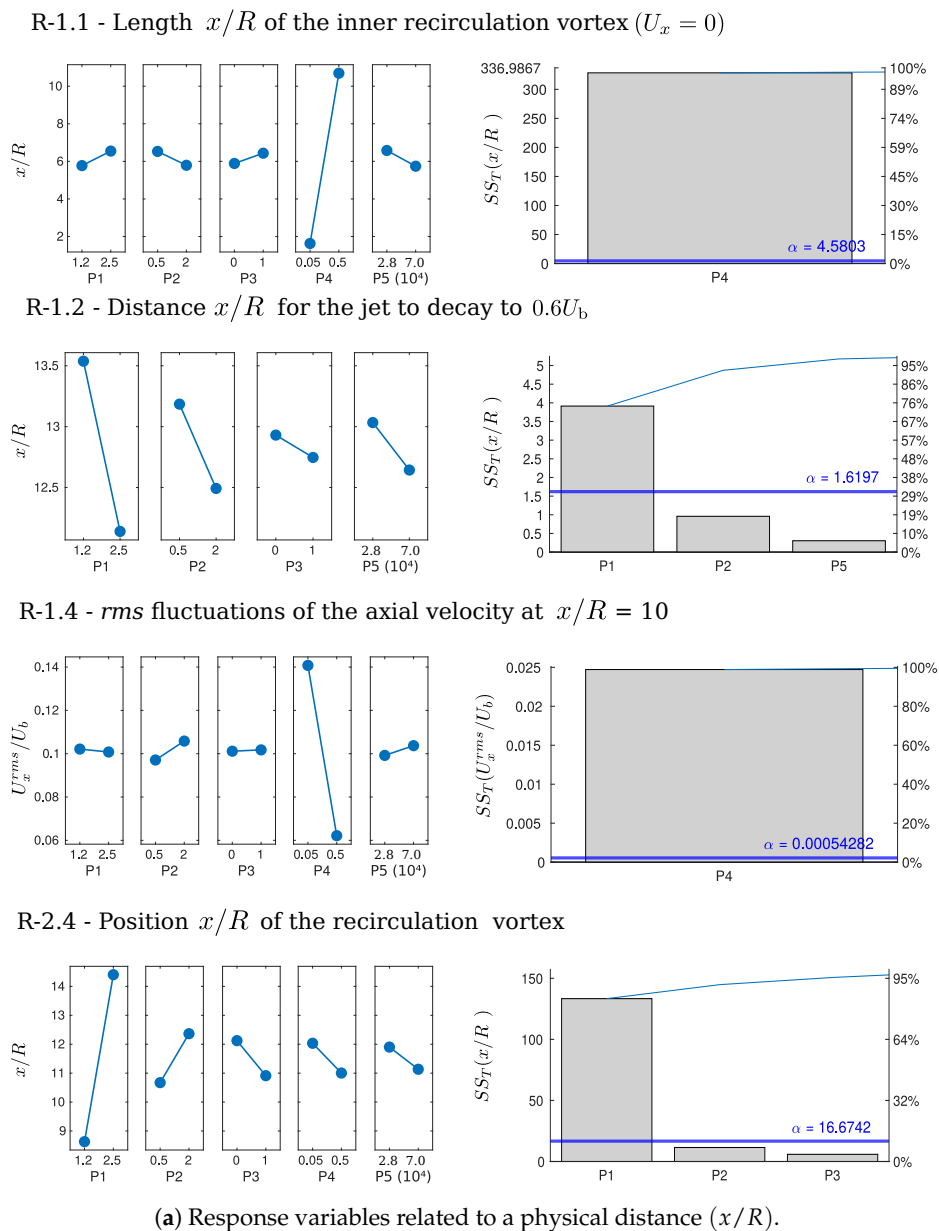 R-1.1 - Length x/R of the inner recirculation vortex (Uₓ = 0)
x/R
10
8
6
4
2
1.2 2.5
P1
0.5 2
P2
0 1
P3
0.05 0.5
P4
2.8 7.0
P5 (10⁴)
SS_T(x/R)
336.9867
300
250
200
150
100
50
0
100%
89%
74%
59%
45%
30%
15%
0%
α = 4.5803
P4
R-1.2 - Distance x/R for the jet to decay to 0.6U_b
x/R
13.5
13
12.5
1.2 2.5
P1
0.5 2
P2
0 1
P3
2.8 7.0
P5 (10⁴)
SS_T(x/R)
5
4.5
4
3.5
3
2.5
2
1.5
1
0.5
0
95%
86%
76%
67%
57%
48%
38%
29%
19%
10%
0%
α = 1.6197
P1 P2 P5
R-1.4 - rms fluctuations of the axial velocity at x/R = 10
Uₓʳᵐˢ/U_b
0.14
0.12
0.1
0.08
0.06
1.2 2.5
P1
0.5 2
P2
0 1
P3
0.05 0.5
P4
2.8 7.0
P5 (10⁴)
SS_T(Uₓʳᵐˢ/U_b)
0.025
0.02
0.015
0.01
0.005
0
100%
80%
60%
40%
20%
0%
α = 0.00054282
P4
R-2.4 - Position x/R of the recirculation vortex
x/R
14
13
12
11
10
9
1.2 2.5
P1
0.5 2
P2
0 1
P3
0.05 0.5
P4
2.8 7.0
P5 (10⁴)
SS_T(x/R)
150
100
50
0
95%
64%
32%
0%
α = 16.6742
P1 P2 P3
(a) Response variables related to a physical distance (x/R).